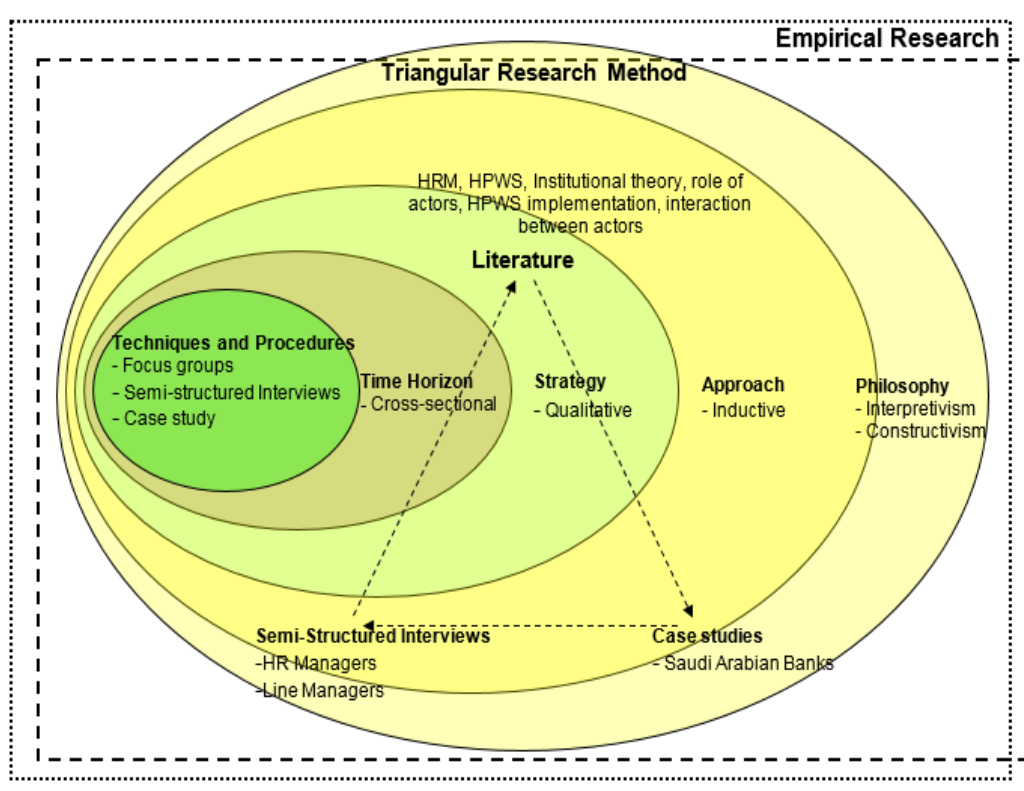 Empirical Research
Triangular Research Method
HRM, HPWS, Institutional theory, role of
actors, HPWS implementation, interaction
between actors
Literature
Techniques and Procedures
- Focus groups
- Semi-structured Interviews
- Case study
Time Horizon
- Cross-sectional
Strategy
- Qualitative
Approach
- Inductive
Philosophy
- Interpretivism
- Constructivism
Semi-Structured Interviews
-HR Managers
-Line Managers
Case studies
- Saudi Arabian Banks